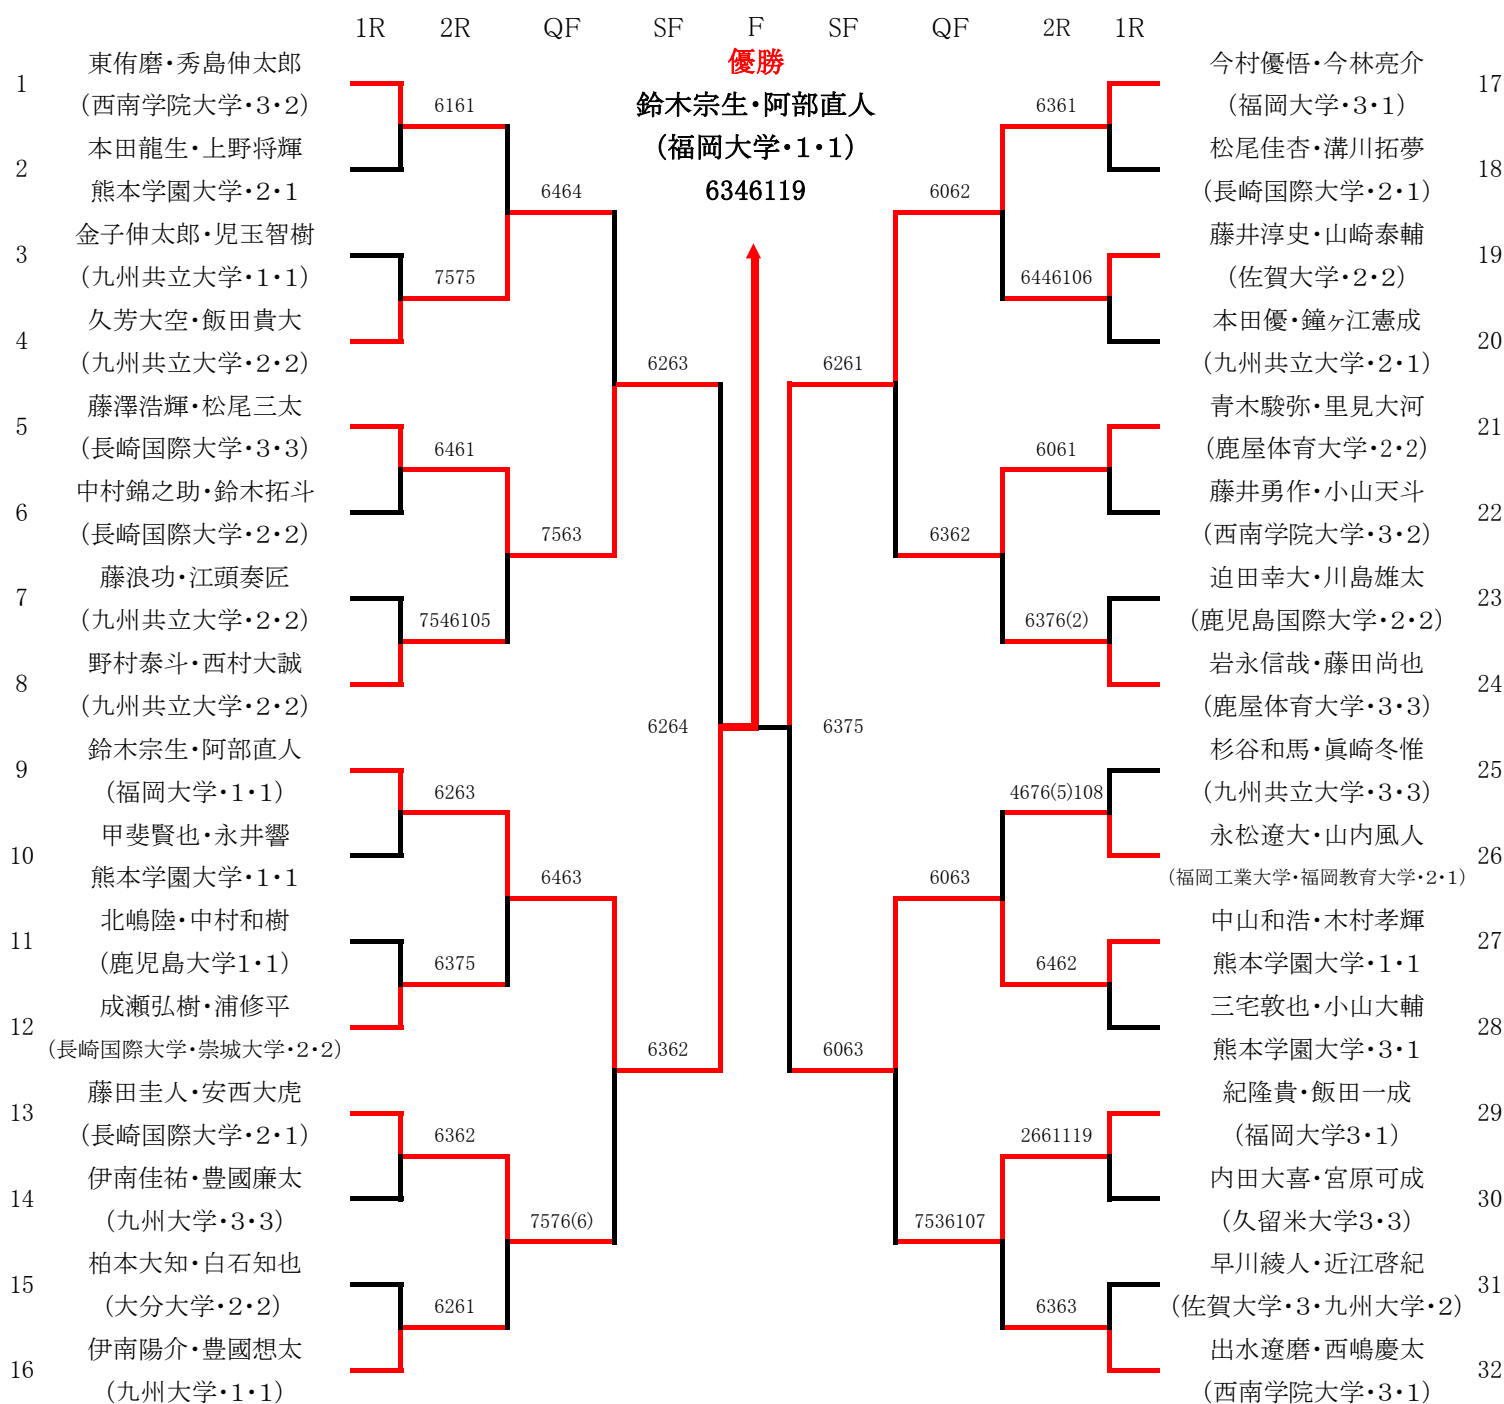 1R 2R QF SF F SF QF 2R 1R
優勝
鈴木宗生・阿部直人
(福岡大学・1・1)
6346119
東侑磨・秀島伸太郎
1
(西南学院大学・3・2)
6161
本田龍生・上野将輝
2
熊本学園大学・2・1
6464
金子伸太郎・児玉智樹
3
(九州共立大学・1・1)
7575
久芳大空・飯田貴大
4
(九州共立大学・2・2)
6263
藤澤浩輝・松尾三太
5
(長崎国際大学・3・3)
6461
中村錦之助・鈴木拓斗
6
(長崎国際大学・2・2)
7563
藤浪功・江頭奏匠
7
(九州共立大学・2・2)
7546105
野村泰斗・西村大誠
8
(九州共立大学・2・2)
6264
鈴木宗生・阿部直人
9
(福岡大学・1・1)
6263
甲斐賢也・永井響
10
熊本学園大学・1・1
6463
北嶋陸・中村和樹
11
(鹿児島大学1・1)
6375
成瀬弘樹・浦修平
12
(長崎国際大学・崇城大学・2・2)
6362
藤田圭人・安西大虎
13
(長崎国際大学・2・1)
6362
伊南佳祐・豊國廉太
14
(九州大学・3・3)
7576(6)
柏本大知・白石知也
15
(大分大学・2・2)
6261
伊南陽介・豊國想太
16
(九州大学・1・1)
今村優悟・今林亮介
17
(福岡大学・3・1)
6361
松尾佳杏・溝川拓夢
18
(長崎国際大学・2・1)
6062
藤井淳史・山崎泰輔
19
(佐賀大学・2・2)
6446106
本田優・鐘ヶ江憲成
20
(九州共立大学・2・1)
6261
青木駿弥・里見大河
21
(鹿屋体育大学・2・2)
6061
藤井勇作・小山天斗
22
(西南学院大学・3・2)
6362
迫田幸大・川島雄太
23
(鹿児島国際大学・2・2)
6376(2)
岩永信哉・藤田尚也
24
(鹿屋体育大学・3・3)
6375
杉谷和馬・眞崎冬惟
25
(九州共立大学・3・3)
4676(5)108
永松遼大・山内風人
26
(福岡工業大学・福岡教育大学・2・1)
6063
中山和浩・木村孝輝
27
熊本学園大学・1・1
6462
三宅敦也・小山大輔
28
熊本学園大学・3・1
6063
紀隆貴・飯田一成
29
(福岡大学3・1)
2661119
内田大喜・宮原可成
30
(久留米大学3・3)
7536107
早川綾人・近江啓紀
31
(佐賀大学・3・九州大学・2)
6363
出水遼磨・西嶋慶太
32
(西南学院大学・3・1)